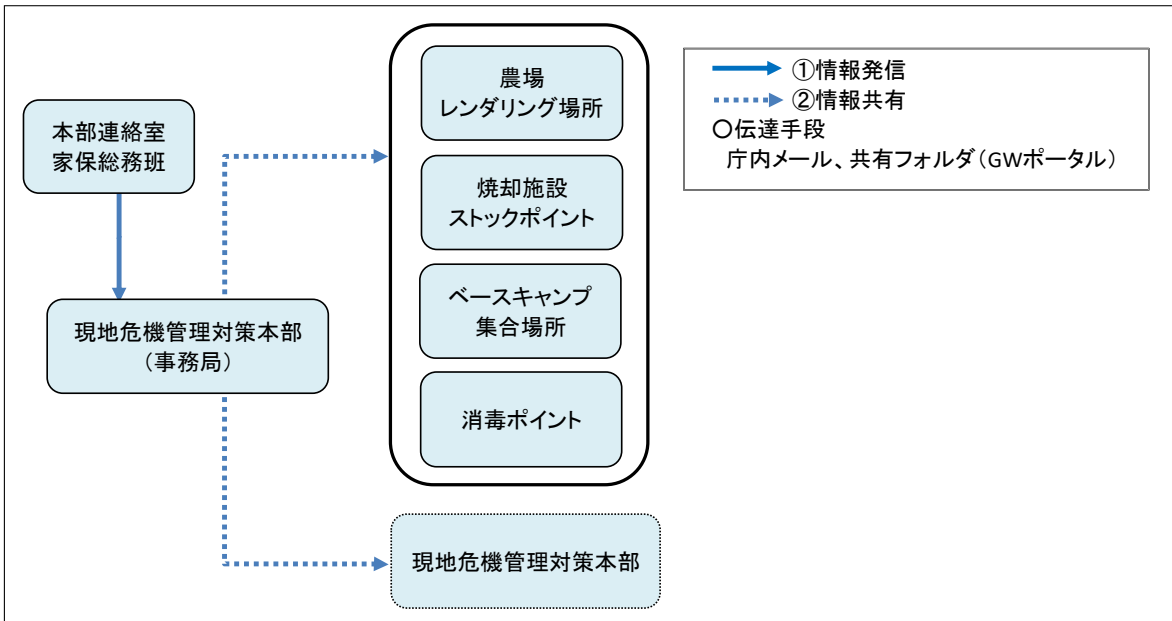 本部連絡室
家保総務班
現地危機管理対策本部
（事務局）
農場
レンダリング場所
焼却施設
ストックポイント
ベースキャンプ
集合場所
消毒ポイント
現地危機管理対策本部
①情報発信
②情報共有
〇伝達手段
庁内メール、共有フォルダ（GWポータル）